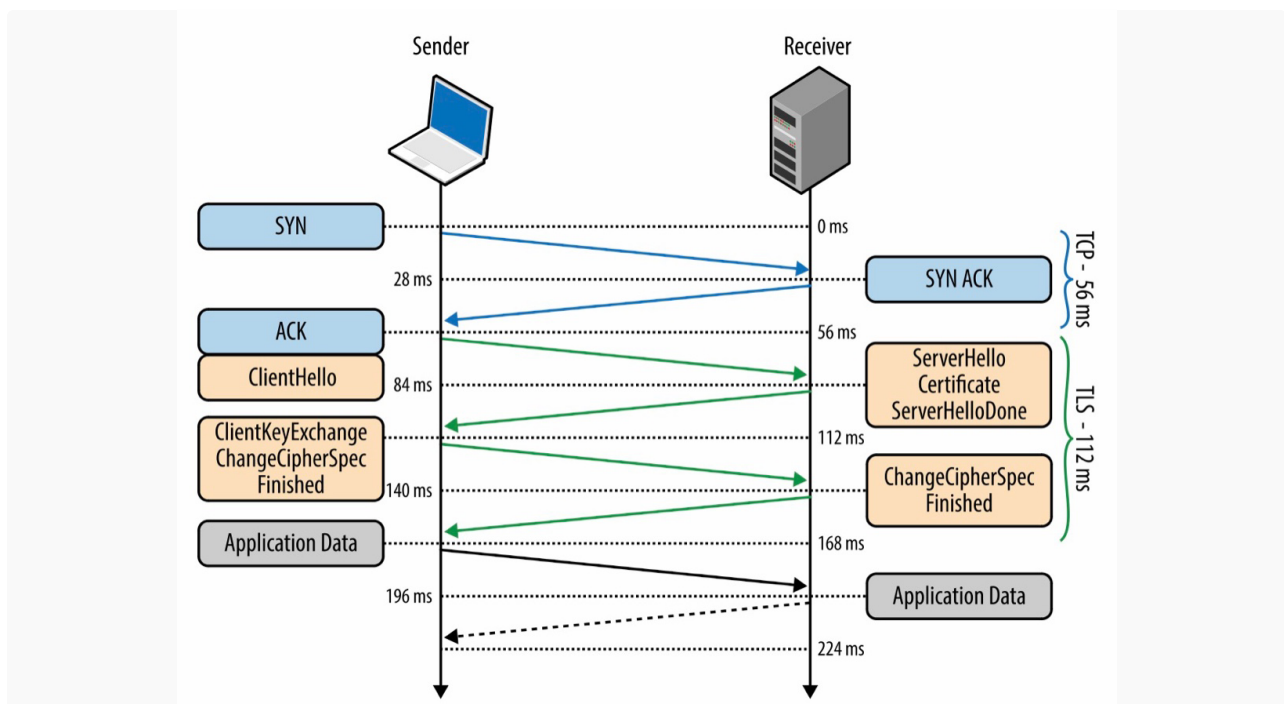 Sender
Receiver
SYN
0 ms
28 ms
SYN ACK
TCP - 56 ms
ACK
56 ms
ClientHello
84 ms
ServerHello
Certificate
ServerHelloDone
TLS - 112 ms
ClientKeyExchange
ChangeCipherSpec
Finished
112 ms
140 ms
ChangeCipherSpec
Finished
Application Data
168 ms
196 ms
Application Data
224 ms